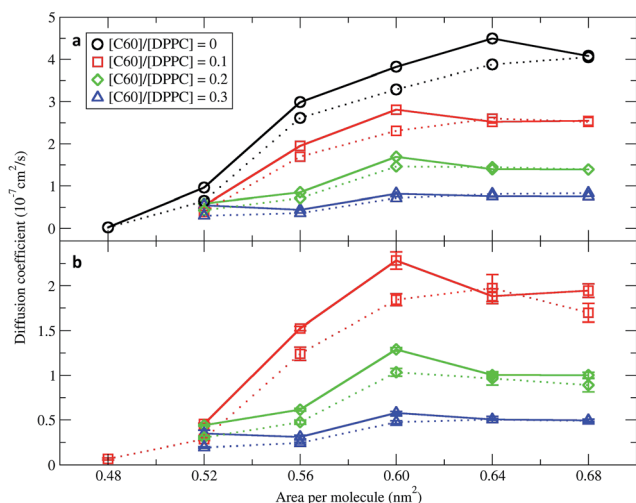 a
[C60]/[DPPC] = 0
[C60]/[DPPC] = 0.1
[C60]/[DPPC] = 0.2
[C60]/[DPPC] = 0.3
5
4
3
2
1
0
b
2
1.5
1
0.5
0
0.48 0.52 0.56 0.60 0.64 0.68
Area per molecule (nm²)
Diffusion coefficient (10⁻⁷ cm²/s)